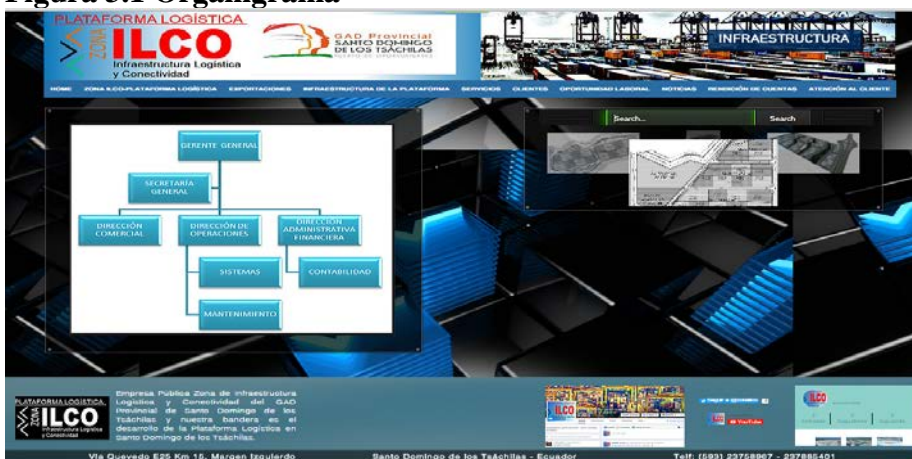 Figura 3.1 Organigrama
PLATAFORMA LOGÍSTICA
ZONA
ILCO
Infraestructura Logística
y Conectividad
GAD Provincial
SANTO DOMINGO
DE LOS TSÁCHILAS
INFRAESTRUCTURA
HOME ZONA ILCO-PLATAFORMA LOGÍSTICA EXPORTACIONES INFRAESTRUCTURA DE LA PLATAFORMA SERVICIOS CLIENTES OPORTUNIDAD LABORAL NOTICIAS RENDICIÓN DE CUENTAS ATENCIÓN AL CLIENTE
Search... Search
GERENTE GENERAL
SECRETARÍA
GENERAL
DIRECCIÓN
COMERCIAL
DIRECCIÓN DE
OPERACIONES
DIRECCIÓN
ADMINISTRATIVA
FINANCIERA
SISTEMAS
CONTABILIDAD
MANTENIMIENTO
PLATAFORMA LOGÍSTICA
ZONA
ILCO
Infraestructura Logística
y Conectividad
Empresa Pública Zona de Infraestructura
Logística y Conectividad del GAD
Provincial de Santo Domingo de los
Tsáchilas y nuestra bandera es el
desarrollo de la Plataforma Logística en
Santo Domingo de los Tsáchilas.
ILCO
YouTube
ILCO
Vía Quevedo E25 Km 15. Margen Izquierdo Santo Domingo de los Tsáchilas - Ecuador Telf: (593) 23758967 - 237885401